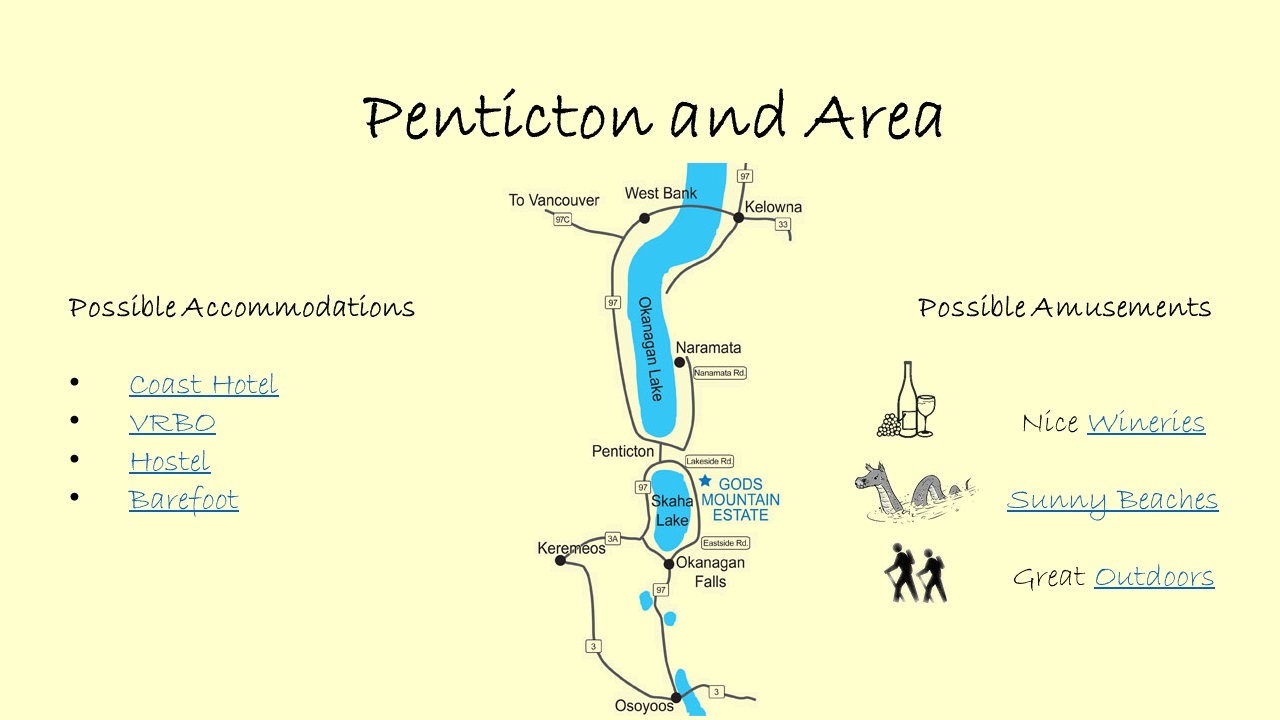 Penticton and Area
Possible Accommodations
• Coast Hotel
• VRBO
• Hostel
• Barefoot
97
To Vancouver
West Bank
97C
Kelowna
33
97
Okanagan Lake
Naramata
Nanamata Rd.
Penticton
Lakeside Rd.
97
Skaha
Lake
GODS
MOUNTAIN
ESTATE
3A
Eastside Rd.
Keremeos
Okanagan
Falls
97
3
3
Osoyoos
Possible Amusements
Nice Wineries
Sunny Beaches
Great Outdoors